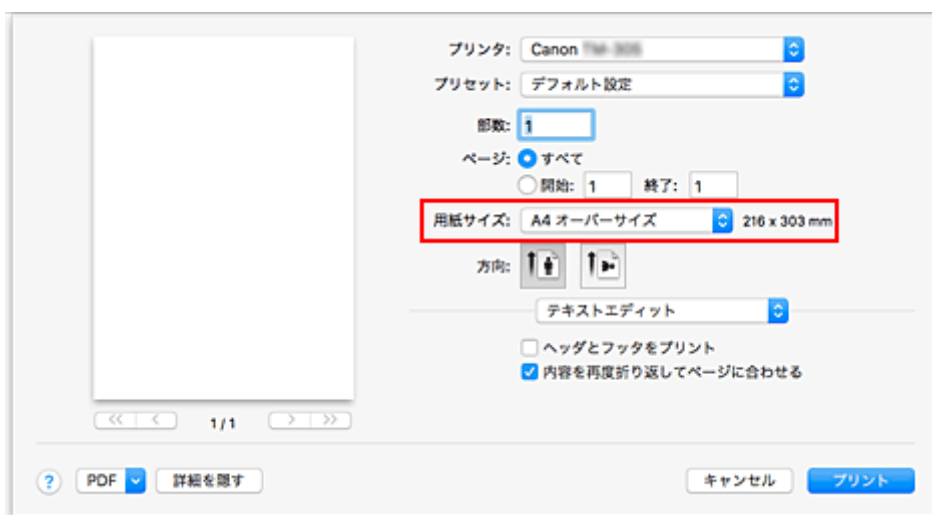 プリンタ: Canon
プリセット: デフォルト設定
部数: 1
ページ: すべて
開始: 1 終了: 1
用紙サイズ: A4 オーバーサイズ 216 x 303 mm
方向:
テキストエディット
ヘッダとフッタをプリント
内容を再度折り返してページに合わせる
<< < 1 / 1 > >>
? PDF 詳細を隠す キャンセル プリント